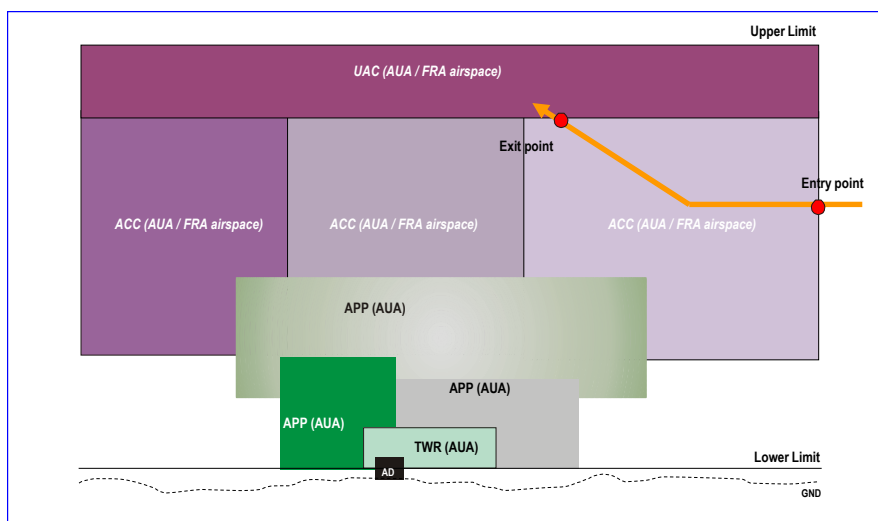 Upper Limit
UAC (AUA / FRA airspace)
Exit point
Entry point
ACC (AUA / FRA airspace)
ACC (AUA / FRA airspace)
ACC (AUA / FRA airspace)
APP (AUA)
APP (AUA)
APP (AUA)
TWR (AUA)
Lower Limit
AD
GND